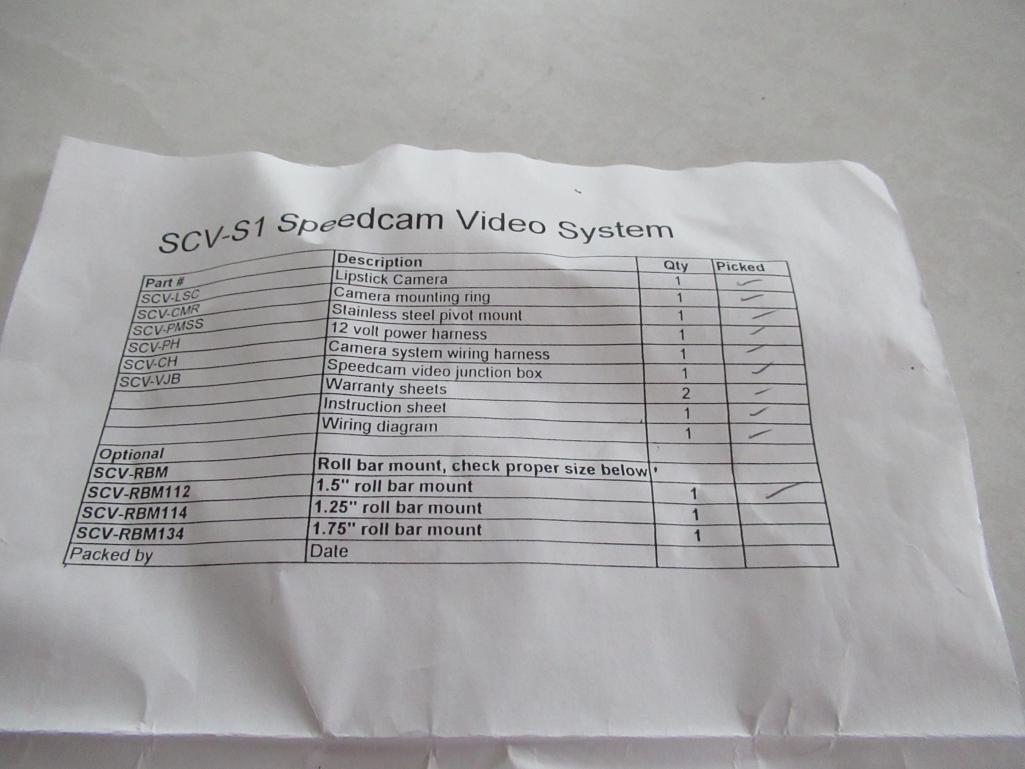 SCV-S1 Speedcam Video System
Part # Description Qty Picked
SCV-LSC Lipstick Camera 1
SCV-CMR Camera mounting ring 1
SCV-PMSS Stainless steel pivot mount 1
SCV-PH 12 volt power harness 1
SCV-CH Camera system wiring harness 1
SCV-VJB Speedcam video junction box 1
Warranty sheets 2
Instruction sheet 1
Wiring diagram 1
Optional
SCV-RBM Roll bar mount, check proper size below
SCV-RBM112 1.5" roll bar mount 1
SCV-RBM114 1.25" roll bar mount 1
SCV-RBM134 1.75" roll bar mount 1
Packed by Date